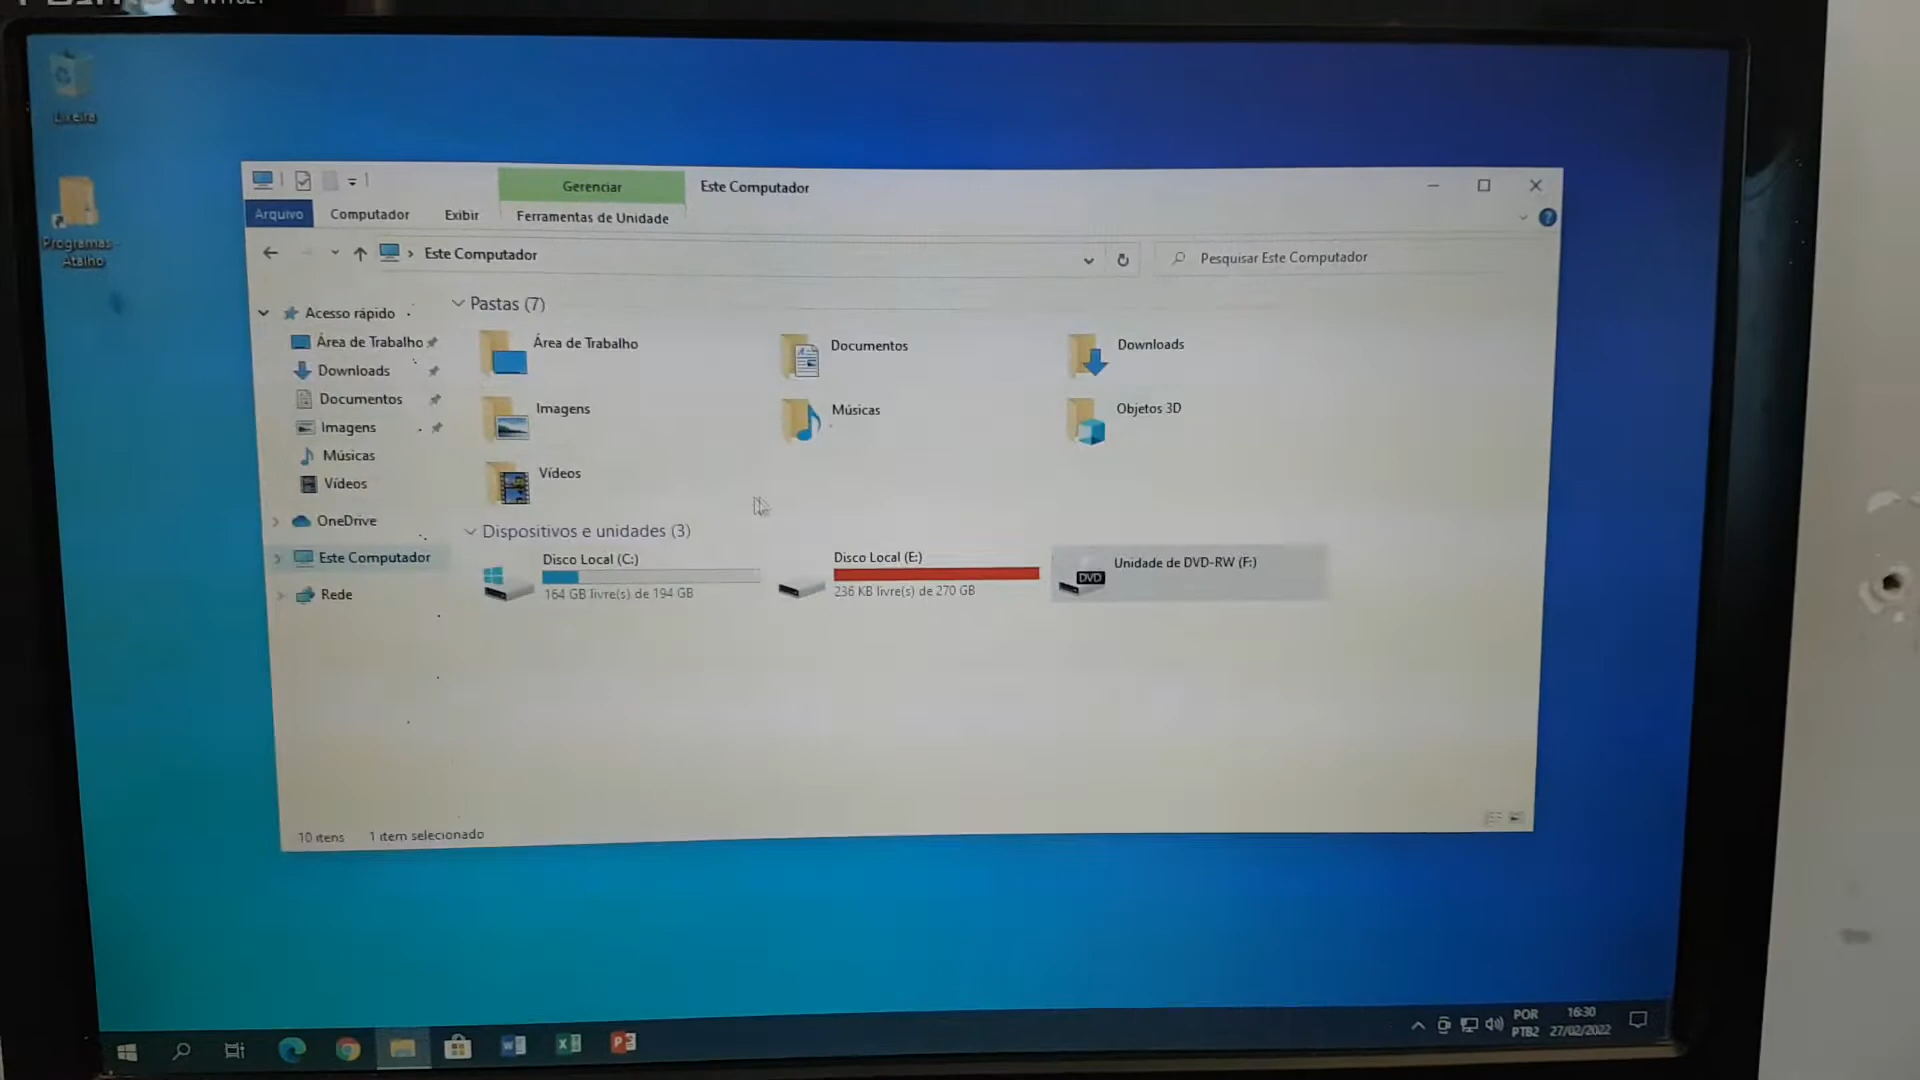 Lixeira
Programas - Atalho
Gerenciar
Este Computador
Arquivo
Computador
Exibir
Ferramentas de Unidade
Este Computador
Pesquisar Este Computador
Acesso rápido
Área de Trabalho
Downloads
Documentos
Imagens
Músicas
Vídeos
OneDrive
Este Computador
Rede
Pastas (7)
Área de Trabalho
Documentos
Downloads
Imagens
Músicas
Objetos 3D
Vídeos
Dispositivos e unidades (3)
Disco Local (C:)
164 GB livre(s) de 194 GB
Disco Local (E:)
236 KB livre(s) de 270 GB
DVD
Unidade de DVD-RW (F:)
10 itens
1 item selecionado
POR
PTB2
16:30
27/02/2022